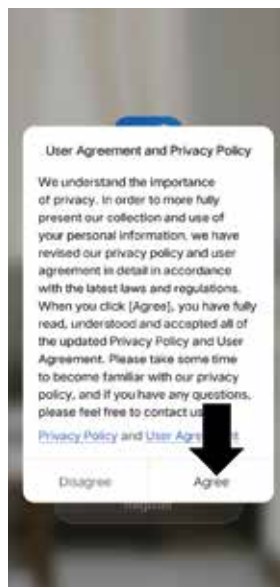 User Agreement and Privacy Policy
We understand the importance
of privacy. In order to more fully
present our collection and use of
your personal information, we have
revised our privacy policy and user
agreement in detail in accordance
with the latest laws and regulations.
When you click [Agree], you have fully
read, understood and accepted all of
the updated Privacy Policy and User
Agreement. Please take some time
to become familiar with our privacy
policy, and if you have any questions,
please feel free to contact us
Privacy Policy and User
Disagree Agree
Register